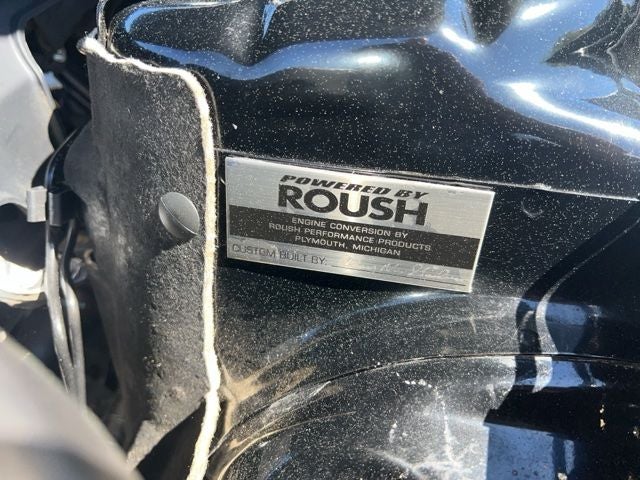 POWERED BY
ROUSH
ENGINE CONVERSION BY
ROUSH PERFORMANCE PRODUCTS
PLYMOUTH, MICHIGAN
CUSTOM BUILT BY: